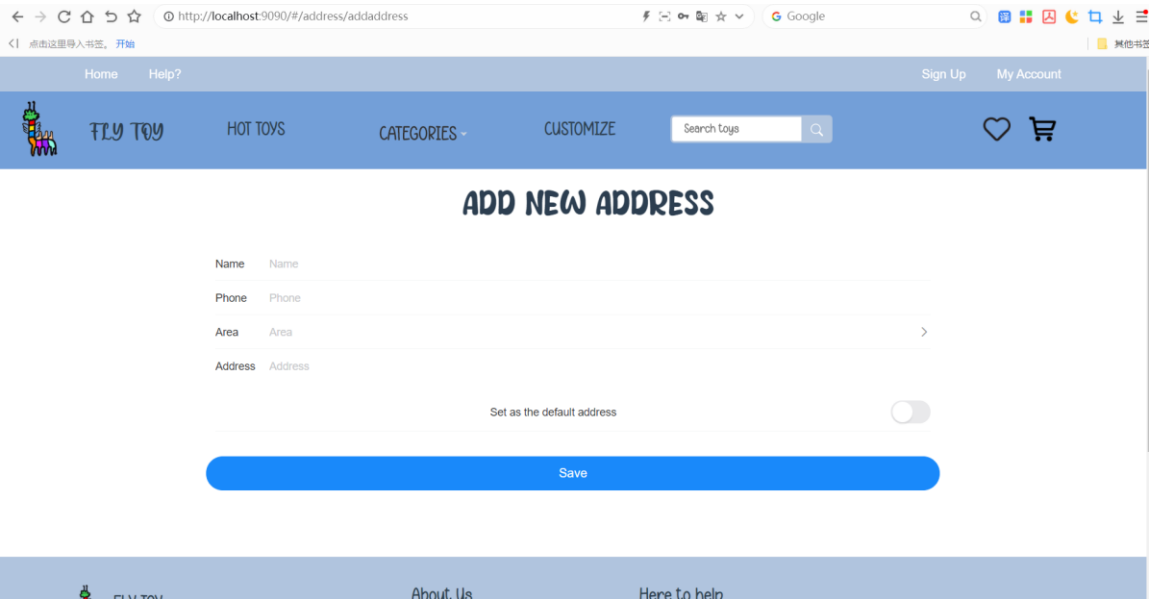 http://localhost:9090/#/address/addaddress
Google
点击这里导入书签。 开始
其他书签
Home Help? Sign Up My Account
FLY TOY HOT TOYS CATEGORIES CUSTOMIZE Search toys
ADD NEW ADDRESS
Name Name
Phone Phone
Area Area
Address Address
Set as the default address
Save
FLY TOY About Us Here to help